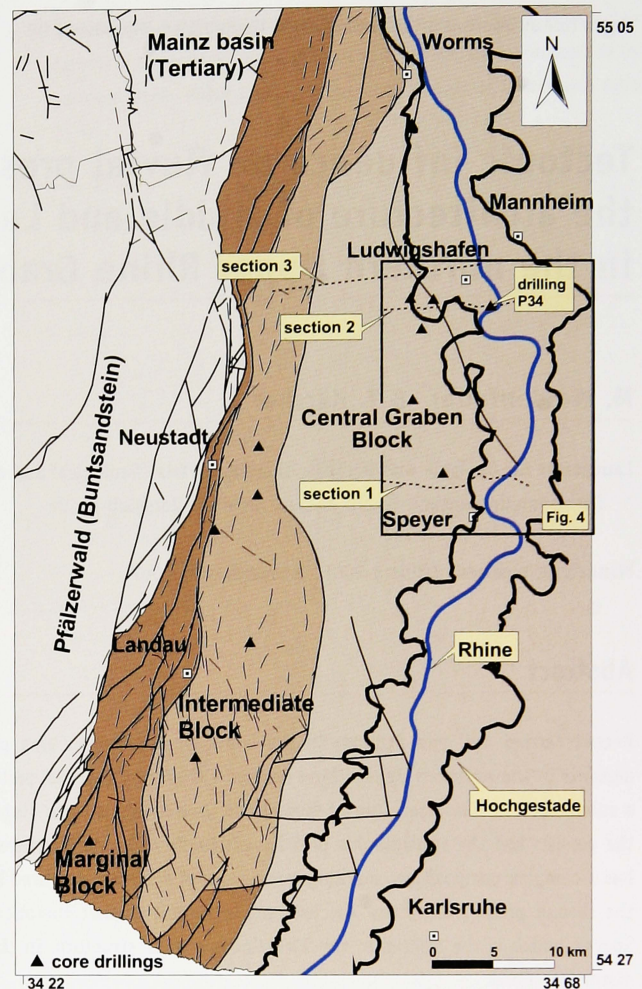 55 05
Mainz basin
(Tertiary)
Worms
N
Mannheim
Ludwigshafen
section 3
drilling
P34
section 2
Pfälzerwald (Buntsandstein)
Neustadt
Central Graben
Block
section 1
Speyer
Fig. 4
Landau
Rhine
Intermediate
Block
Hochgestade
Marginal
Block
Karlsruhe
0 5 10 km
core drillings
54 27
34 22
34 68